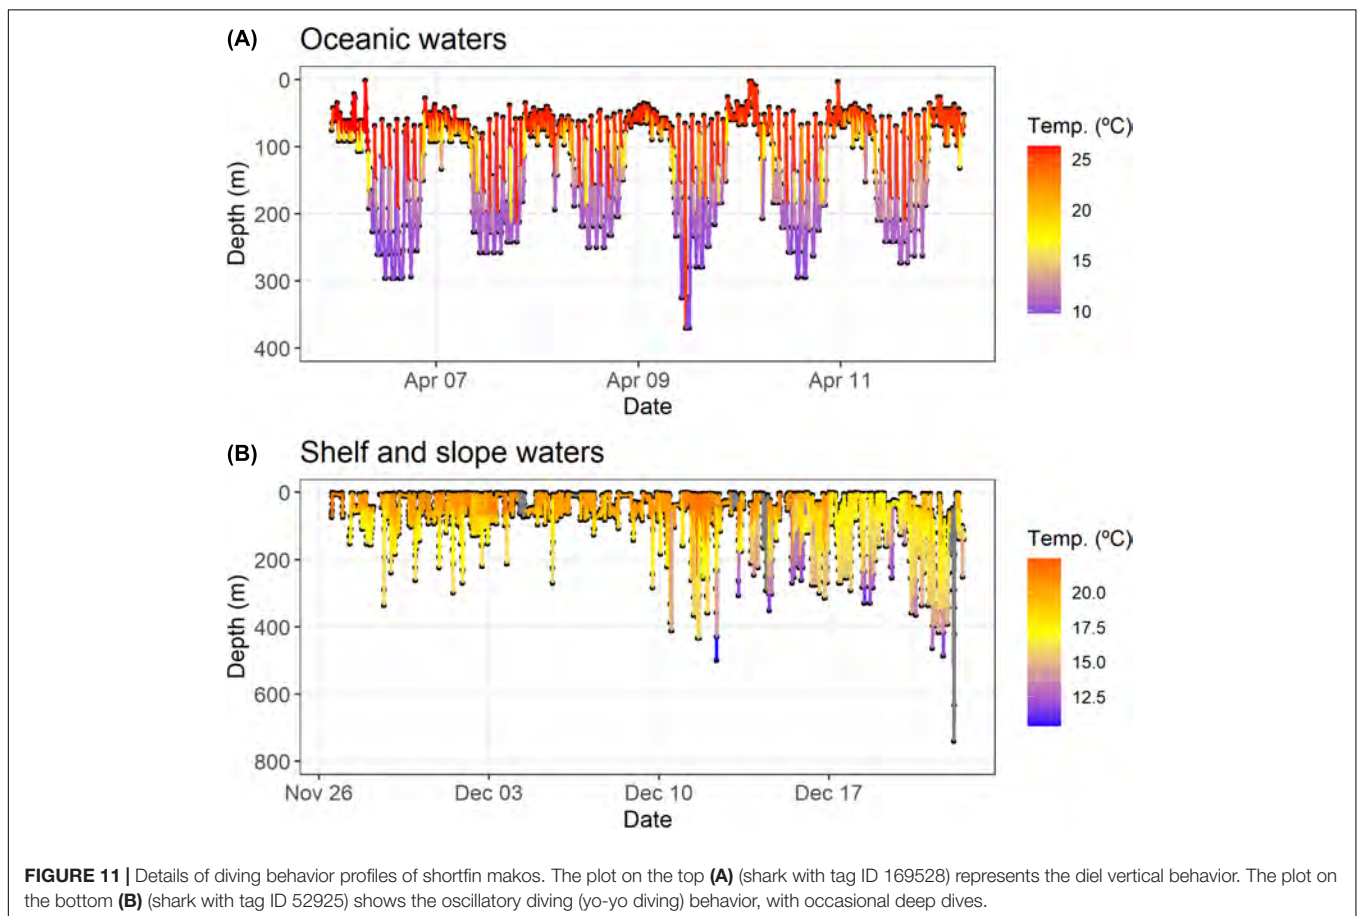 (A) Oceanic waters
0
100
200
300
400
Depth (m)
Apr 07 Apr 09 Apr 11
Date
Temp. (ºC)
25
20
15
10
(B) Shelf and slope waters
0
200
400
600
800
Depth (m)
Nov 26 Dec 03 Dec 10 Dec 17
Date
Temp. (ºC)
20.0
17.5
15.0
12.5
FIGURE 11 | Details of diving behavior profiles of shortfin makos. The plot on the top (A) (shark with tag ID 169528) represents the diel vertical behavior. The plot on
the bottom (B) (shark with tag ID 52925) shows the oscillatory diving (yo-yo diving) behavior, with occasional deep dives.